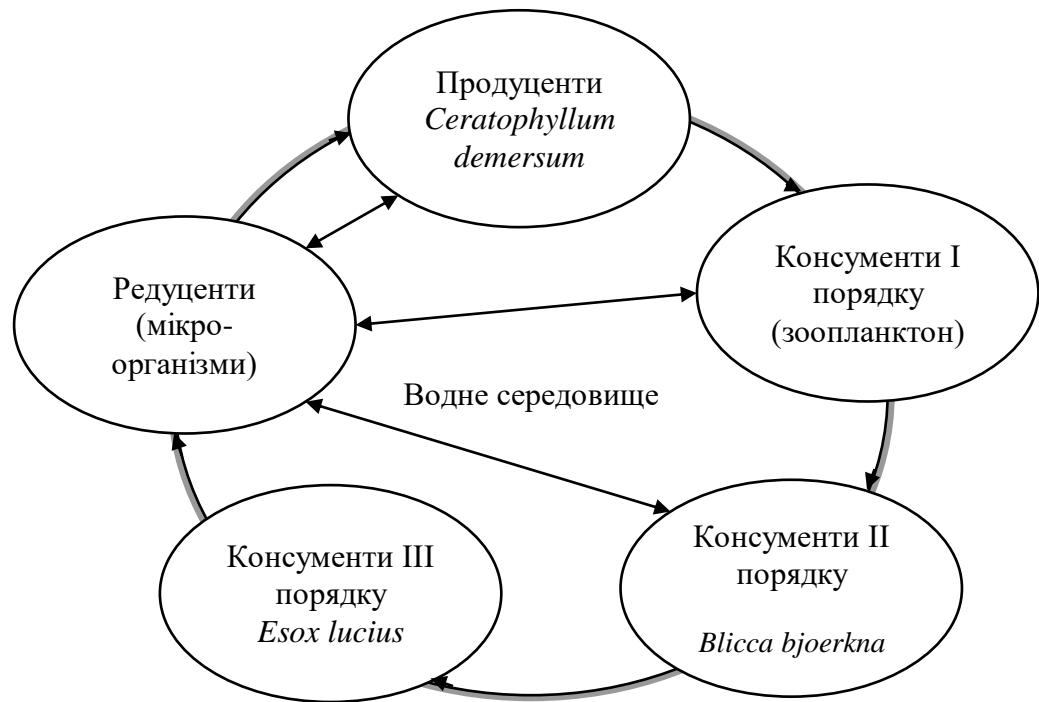 Продуценти
Ceratophyllum
demersum
Консументи I
порядку
(зоопланктон)
Редуценти
(мікро-
організми)
Водне середовище
Консументи II
порядку
Blicca bjoerkna
Консументи III
порядку
Esox lucius